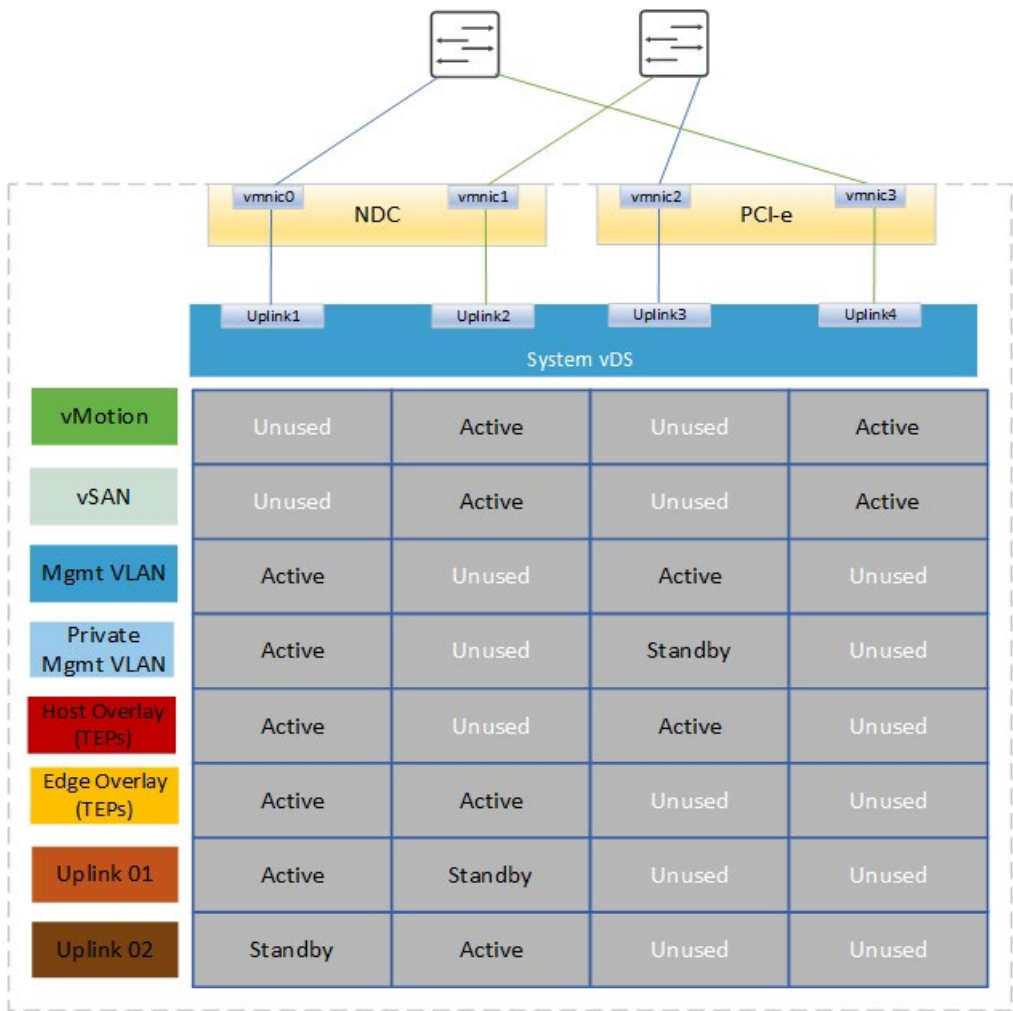 vmnic0
vmnic1
vmnic2
vmnic3
NDC
PCI-e
Uplink1
Uplink2
Uplink3
Uplink4
System vDS
vMotion
Unused
Active
Unused
Active
vSAN
Unused
Active
Unused
Active
Mgmt VLAN
Active
Unused
Active
Unused
Private
Mgmt VLAN
Active
Unused
Standby
Unused
Host Overlay
(TEPs)
Active
Unused
Active
Unused
Edge Overlay
(TEPs)
Active
Active
Unused
Unused
Uplink 01
Active
Standby
Unused
Unused
Uplink 02
Standby
Active
Unused
Unused